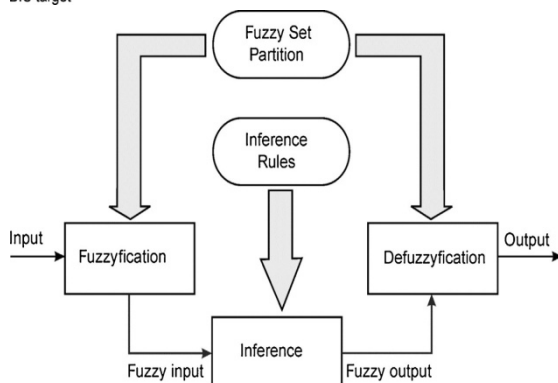 Fuzzy Set
Partition
Inference
Rules
Input
Fuzzyfication
Defuzzyfication
Output
Inference
Fuzzy input
Fuzzy output